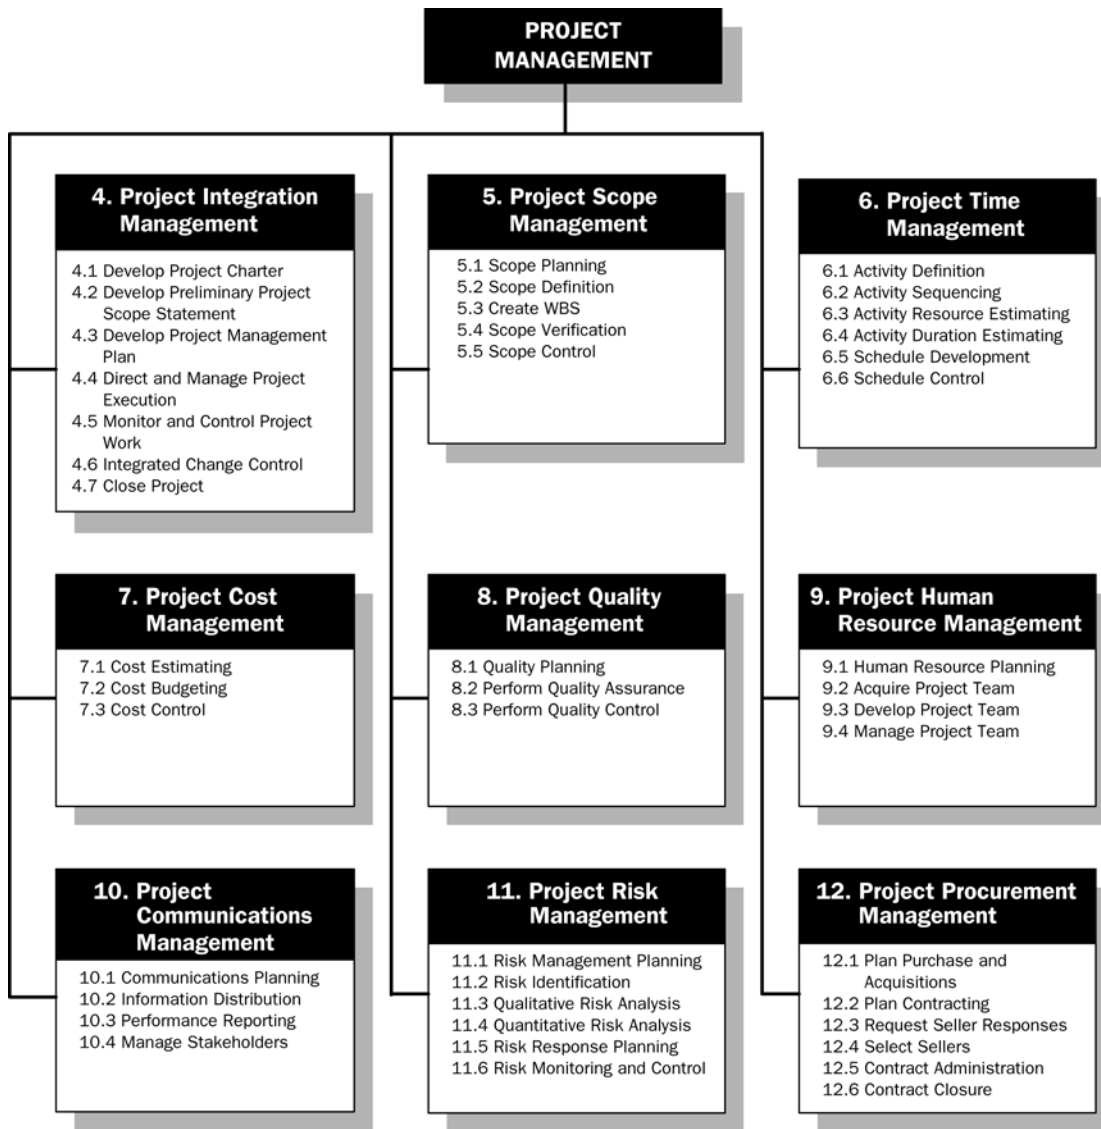 PROJECT
MANAGEMENT
4. Project Integration
Management
4.1 Develop Project Charter
4.2 Develop Preliminary Project
Scope Statement
4.3 Develop Project Management
Plan
4.4 Direct and Manage Project
Execution
4.5 Monitor and Control Project
Work
4.6 Integrated Change Control
4.7 Close Project
5. Project Scope
Management
5.1 Scope Planning
5.2 Scope Definition
5.3 Create WBS
5.4 Scope Verification
5.5 Scope Control
6. Project Time
Management
6.1 Activity Definition
6.2 Activity Sequencing
6.3 Activity Resource Estimating
6.4 Activity Duration Estimating
6.5 Schedule Development
6.6 Schedule Control
7. Project Cost
Management
7.1 Cost Estimating
7.2 Cost Budgeting
7.3 Cost Control
8. Project Quality
Management
8.1 Quality Planning
8.2 Perform Quality Assurance
8.3 Perform Quality Control
9. Project Human
Resource Management
9.1 Human Resource Planning
9.2 Acquire Project Team
9.3 Develop Project Team
9.4 Manage Project Team
10. Project
Communications
Management
10.1 Communications Planning
10.2 Information Distribution
10.3 Performance Reporting
10.4 Manage Stakeholders
11. Project Risk
Management
11.1 Risk Management Planning
11.2 Risk Identification
11.3 Qualitative Risk Analysis
11.4 Quantitative Risk Analysis
11.5 Risk Response Planning
11.6 Risk Monitoring and Control
12. Project Procurement
Management
12.1 Plan Purchase and
Acquisitions
12.2 Plan Contracting
12.3 Request Seller Responses
12.4 Select Sellers
12.5 Contract Administration
12.6 Contract Closure